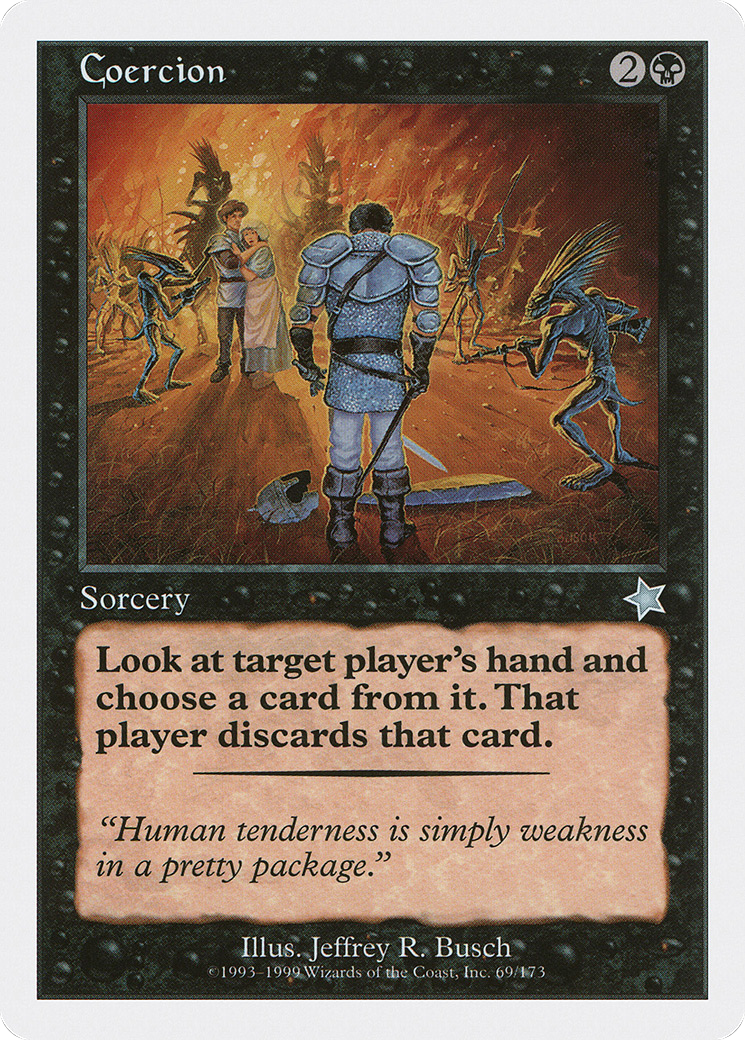 Coercion
2
Sorcery
Look at target player's hand and
choose a card from it. That
player discards that card.
“Human tenderness is simply weakness
in a pretty package.”
Illus. Jeffrey R. Busch
©1993–1999 Wizards of the Coast, Inc. 69/173